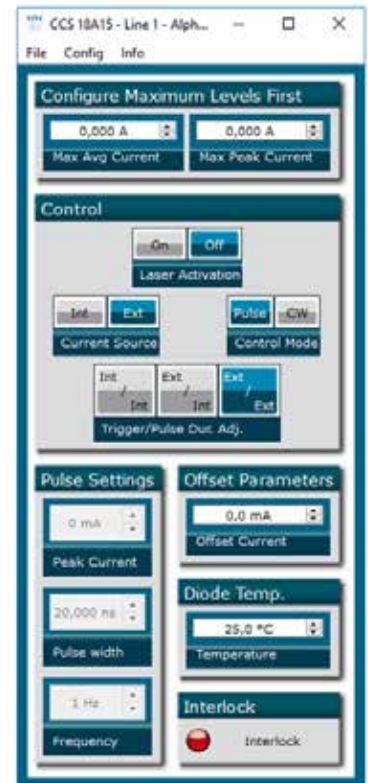 CCS 18A15 - Line 1 - Alph...
File Config Info
Configure Maximum Levels First
0,000 A 0,000 A
Max Avg Current Max Peak Current
Control
On Off
Laser Activation
Int Ext Pulse CW
Current Source Control Mode
Int / Int Ext / Int Ext / Ext
Trigger/Pulse Dur. Adj.
Pulse Settings
0 mA
Peak Current
20,000 ns
Pulse width
1 Hz
Frequency
Offset Parameters
0,0 mA
Offset Current
Diode Temp.
25,0 °C
Temperature
Interlock
Interlock